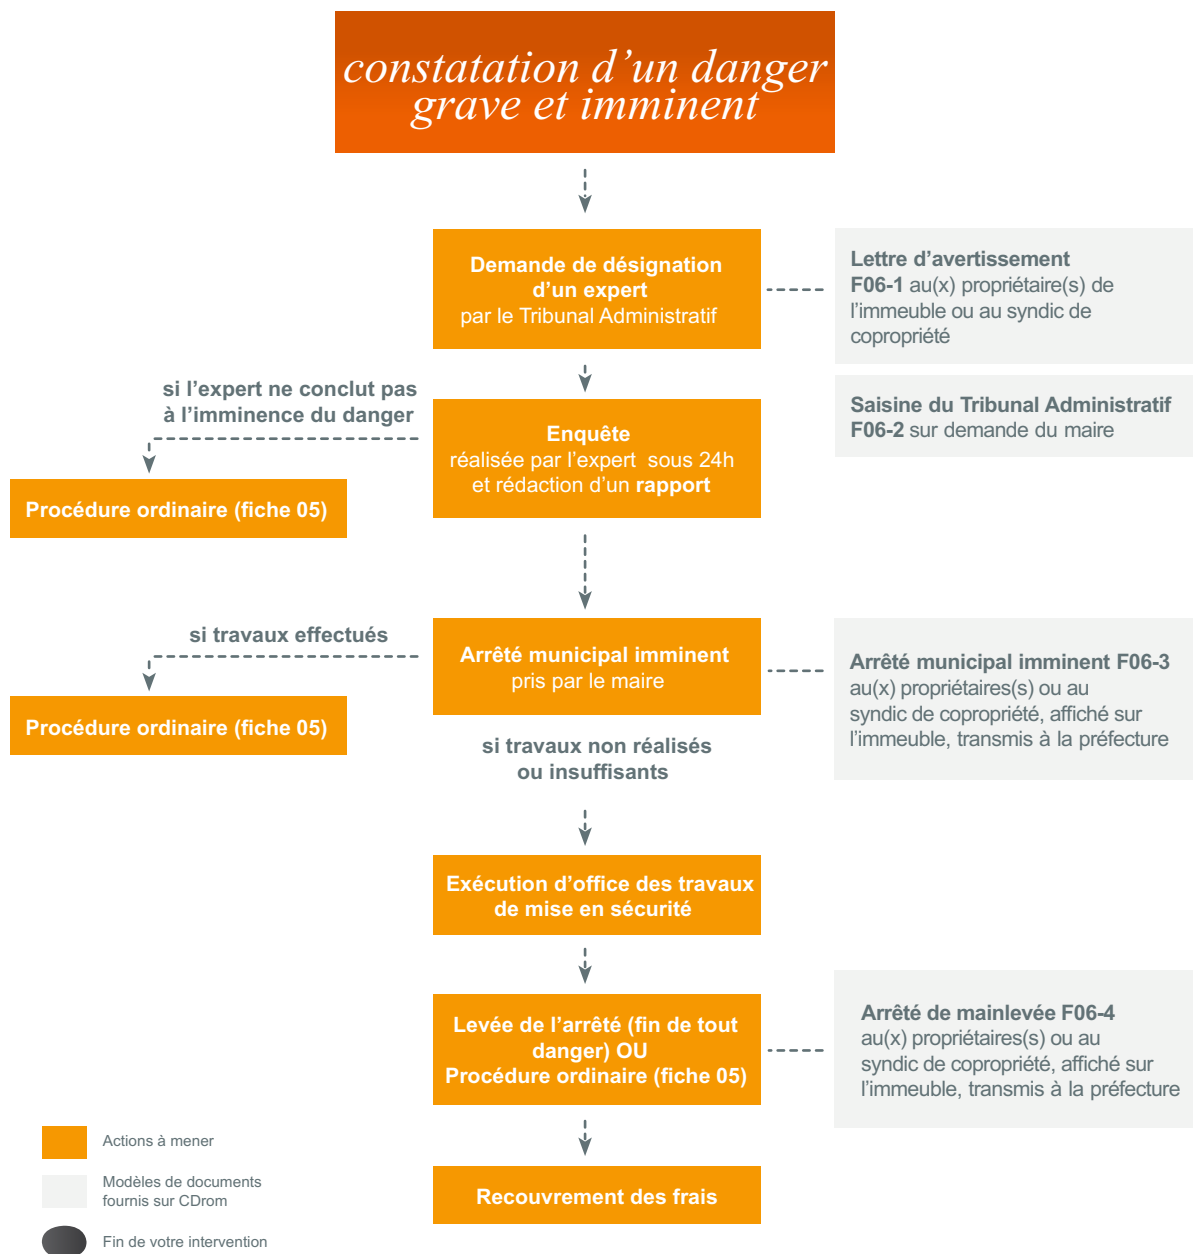 constatation d’un danger
grave et imminent
Demande de désignation
d’un expert
par le Tribunal Administratif
Lettre d’avertissement
F06-1 au(x) propriétaire(s) de
l’immeuble ou au syndic de
copropriété
si l’expert ne conclut pas
à l’imminence du danger
Saisine du Tribunal Administratif
F06-2 sur demande du maire
Enquête
réalisée par l’expert  sous 24h
et rédaction d’un rapport
Procédure ordinaire (fiche 05)
si travaux effectués
Arrêté municipal imminent
pris par le maire
Arrêté municipal imminent F06-3
au(x) propriétaires(s) ou au
syndic de copropriété, affiché sur
l’immeuble, transmis à la préfecture
Procédure ordinaire (fiche 05)
si travaux non réalisés
ou insuffisants
Exécution d’office des travaux
de mise en sécurité
Levée de l’arrêté (fin de tout
danger) OU
Procédure ordinaire (fiche 05)
Arrêté de mainlevée F06-4
au(x) propriétaires(s) ou au
syndic de copropriété, affiché sur
l’immeuble, transmis à la préfecture
Recouvrement des frais
Actions à mener
Modèles de documents
fournis sur CDrom
Fin de votre intervention